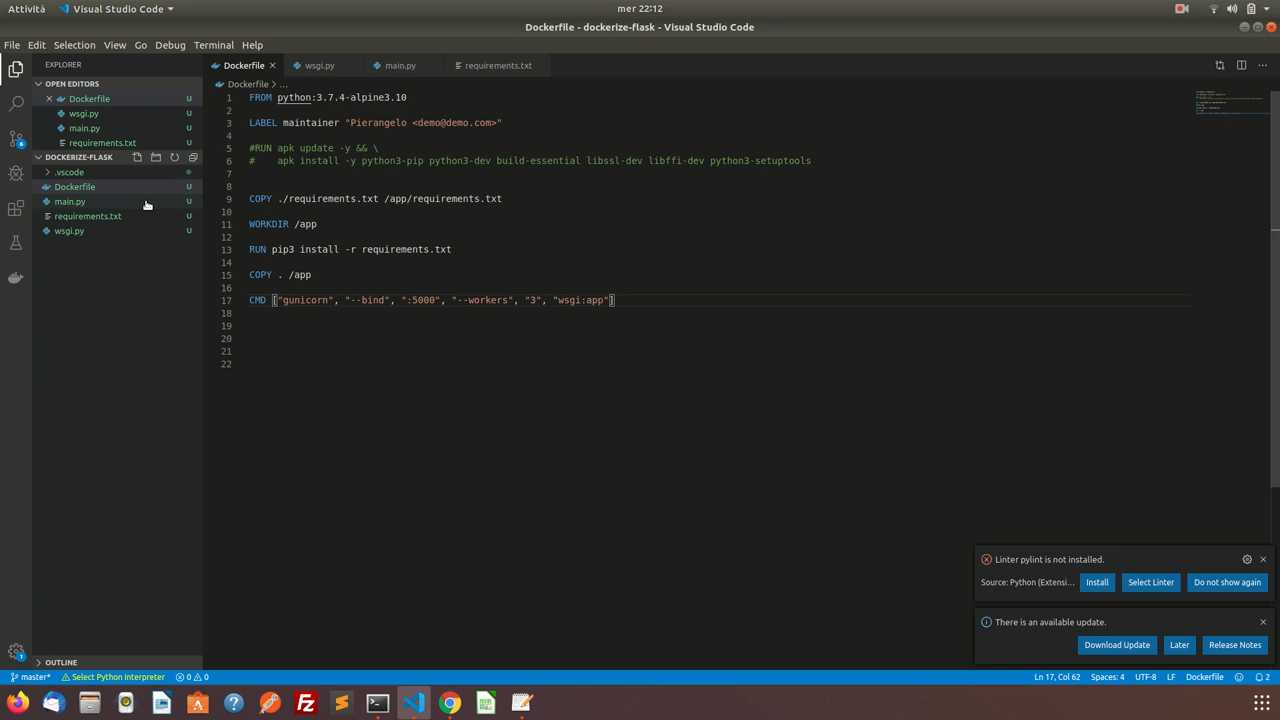 Attività
Visual Studio Code
mer 22:12
Dockerfile - dockerize-flask - Visual Studio Code
File Edit Selection View Go Debug Terminal Help
EXPLORER
Dockerfile
wsgi.py
main.py
requirements.txt
OPEN EDITORS
Dockerfile U
wsgi.py U
main.py U
requirements.txt U
DOCKERIZE-FLASK
.vscode
Dockerfile U
main.py U
requirements.txt U
wsgi.py U
OUTLINE
6
1
Dockerfile > ...
1 FROM python:3.7.4-alpine3.10
2
3 LABEL maintainer "Pierangelo <demo@demo.com>"
4
5 #RUN apk update -y && \
6 #    apk install -y python3-pip python3-dev build-essential libssl-dev libffi-dev python3-setuptools
7
8
9 COPY ./requirements.txt /app/requirements.txt
10
11 WORKDIR /app
12
13 RUN pip3 install -r requirements.txt
14
15 COPY . /app
16
17 CMD ["gunicorn", "--bind", ":5000", "--workers", "3", "wsgi:app"]
18
19
20
21
22
Linter pylint is not installed.
Source: Python (Extensi...
Install
Select Linter
Do not show again
There is an available update.
Download Update
Later
Release Notes
master*
Select Python Interpreter
0 0
Ln 17, Col 62
Spaces: 4
UTF-8
LF
Dockerfile
2